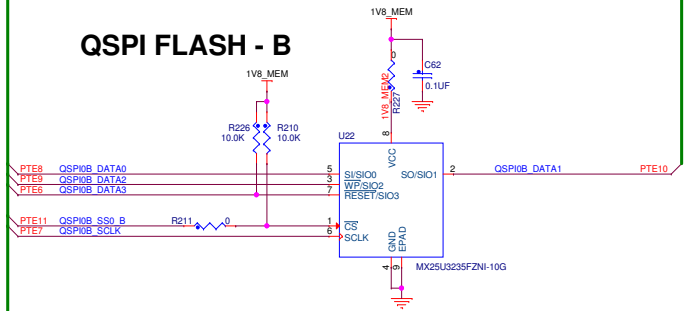 QSPI FLASH - B
1V8_MEM
1V8_MEM
0
C62
0.1UF
R227
1V8_MEM2
R226
10.0K
R210
10.0K
U22
8
VCC
PTE8 QSPI0B_DATA0 5 SI/SIO0
SO/SIO1 2 QSPI0B_DATA1 PTE10
PTE9 QSPI0B_DATA2 3 WP/SIO2
PTE6 QSPI0B_DATA3 7 RESET/SIO3
PTE11 QSPI0B_SS0_B R211 0 1 CS
PTE7 QSPI0B_SCLK 6 SCLK
GND
EPAD
4
9
MX25U3235FZNI-10G